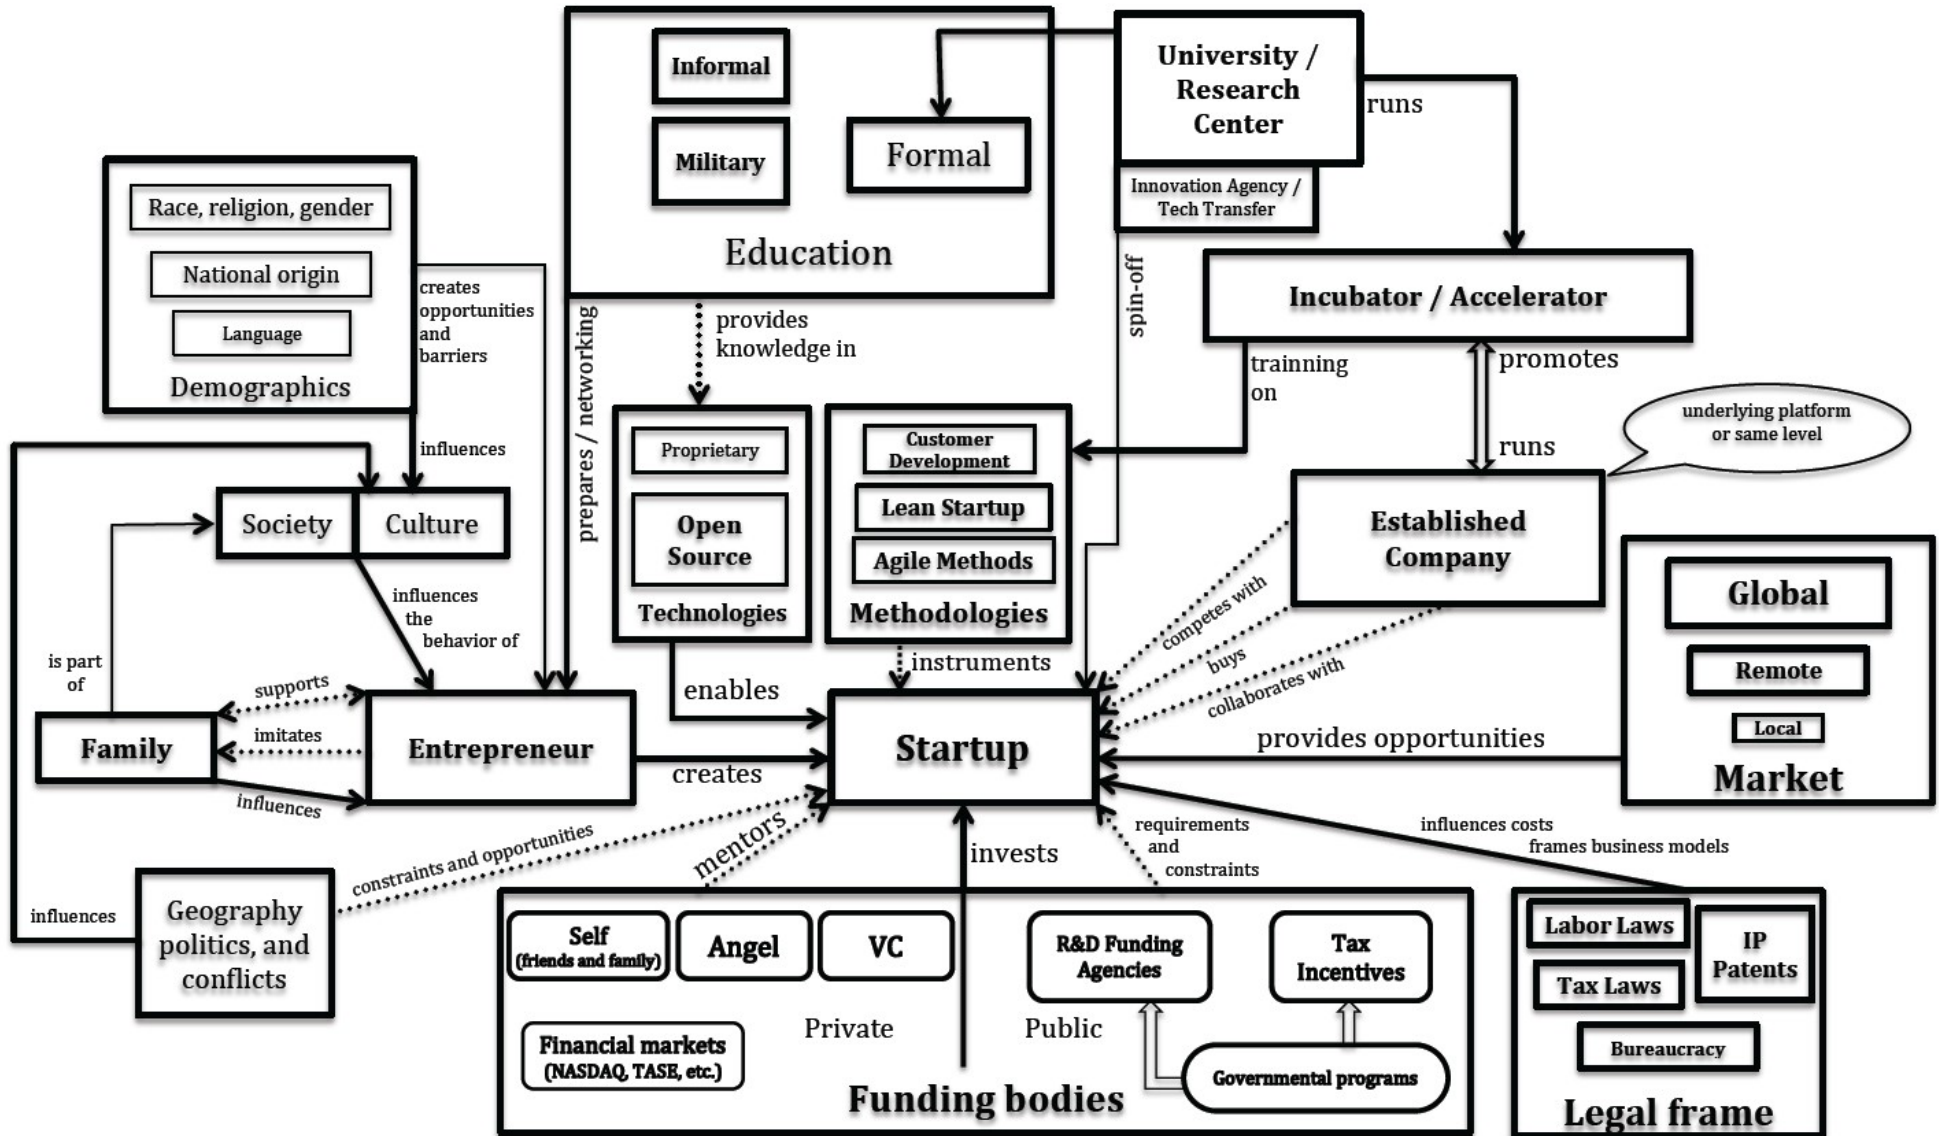 Informal
Military
Formal
Education
University /
Research
Center
runs
Innovation Agency /
Tech Transfer
Race, religion, gender
National origin
Language
Demographics
creates
opportunities
and
barriers
influences
prepares / networking
provides
knowledge in
spin-off
Incubator / Accelerator
trainning
on
promotes
runs
underlying platform
or same level
Proprietary
Open
Source
Technologies
Customer
Development
Lean Startup
Agile Methods
Methodologies
Established
Company
Global
Remote
Local
Market
Society
Culture
influences
the
behavior of
is part
of
supports
imitates
influences
Family
Entrepreneur
creates
enables
instruments
Startup
competes with
buys
collaborates with
provides opportunities
constraints and opportunities
mentors
invests
requirements
and
constraints
influences costs
frames business models
influences
Geography
politics, and
conflicts
Self
(friends and family)
Angel
VC
R&D Funding
Agencies
Tax
Incentives
Financial markets
(NASDAQ, TASE, etc.)
Private
Public
Governmental programs
Funding bodies
Labor Laws
IP
Patents
Tax Laws
Bureaucracy
Legal frame